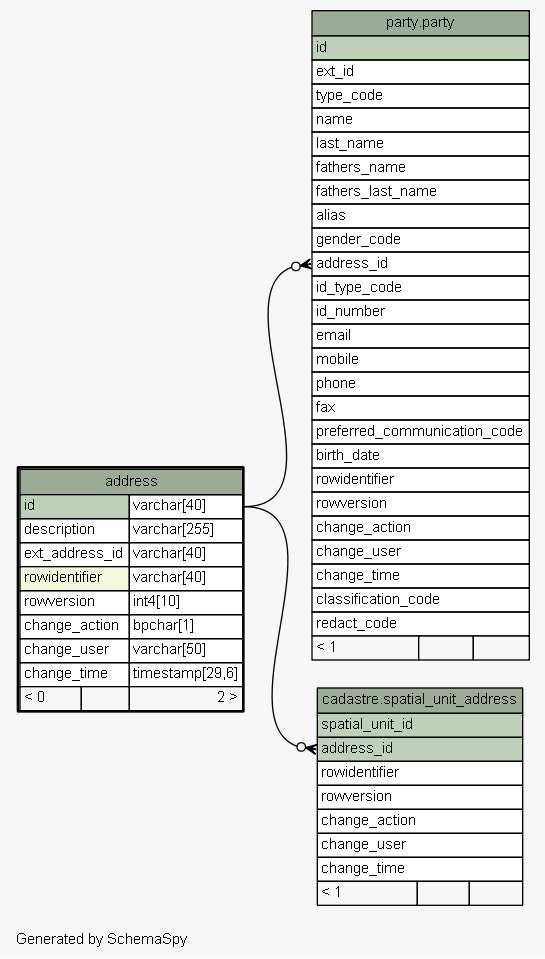 party.party
id
ext_id
type_code
name
last_name
fathers_name
fathers_last_name
alias
gender_code
address_id
id_type_code
id_number
email
mobile
phone
fax
preferred_communication_code
birth_date
rowidentifier
rowversion
change_action
change_user
change_time
classification_code
redact_code
< 1
address
id varchar[40]
description varchar[255]
ext_address_id varchar[40]
rowidentifier varchar[40]
rowversion int4[10]
change_action bpchar[1]
change_user varchar[50]
change_time timestamp[29,6]
< 0 2 >
cadastre.spatial_unit_address
spatial_unit_id
address_id
rowidentifier
rowversion
change_action
change_user
change_time
< 1
Generated by SchemaSpy